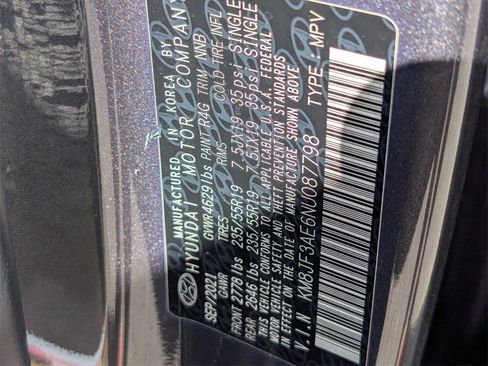 MANUFACTURED IN KOREA BY
HYUNDAI MOTOR COMPANY
SEP/2021 GVWR 4629 lbs PAINT R4G TRIM NNB
GAWR TIRES RIMS COLD TIRE INFL
FRONT 2778 lbs 235/55R19 7.5JX19 35psi SINGLE
REAR 2646 lbs 235/55R19 7.5JX19 35psi SINGLE
THIS VEHICLE CONFORMS TO ALL APPLICABLE U.S.A. FEDERAL
MOTOR VEHICLE SAFETY AND THEFT PREVENTION STANDARDS
IN EFFECT ON THE DATE OF MANUFACTURE SHOWN ABOVE
V.I.N KM8JF3AE6NU087798 TYPE : MPV